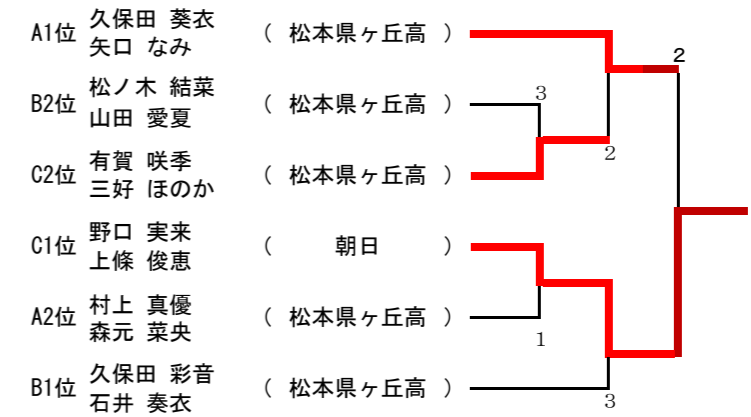 久保田 葵衣
A1位 ( 松本県ヶ丘高 )
矢口 なみ
2
松ノ木 結菜
3
B2位 ( 松本県ヶ丘高 )
山田 愛夏
有賀 咲季
2
C2位 ( 松本県ヶ丘高 )
三好 ほのか
野口 実来
C1位 ( 朝日 )
上條 俊恵
村上 真優
A2位 ( 松本県ヶ丘高 )
森元 菜央
1
久保田 彩音
B1位 ( 松本県ヶ丘高 )
石井 奏衣
3